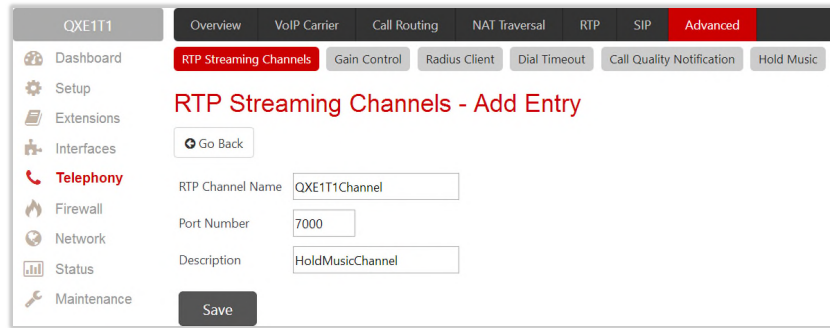 QXE1T1
Overview VoIP Carrier Call Routing NAT Traversal RTP SIP Advanced
Dashboard
Setup
Extensions
Interfaces
Telephony
Firewall
Network
Status
Maintenance
RTP Streaming Channels Gain Control Radius Client Dial Timeout Call Quality Notification Hold Music
RTP Streaming Channels - Add Entry
Go Back
RTP Channel Name QXE1T1Channel
Port Number 7000
Description HoldMusicChannel
Save